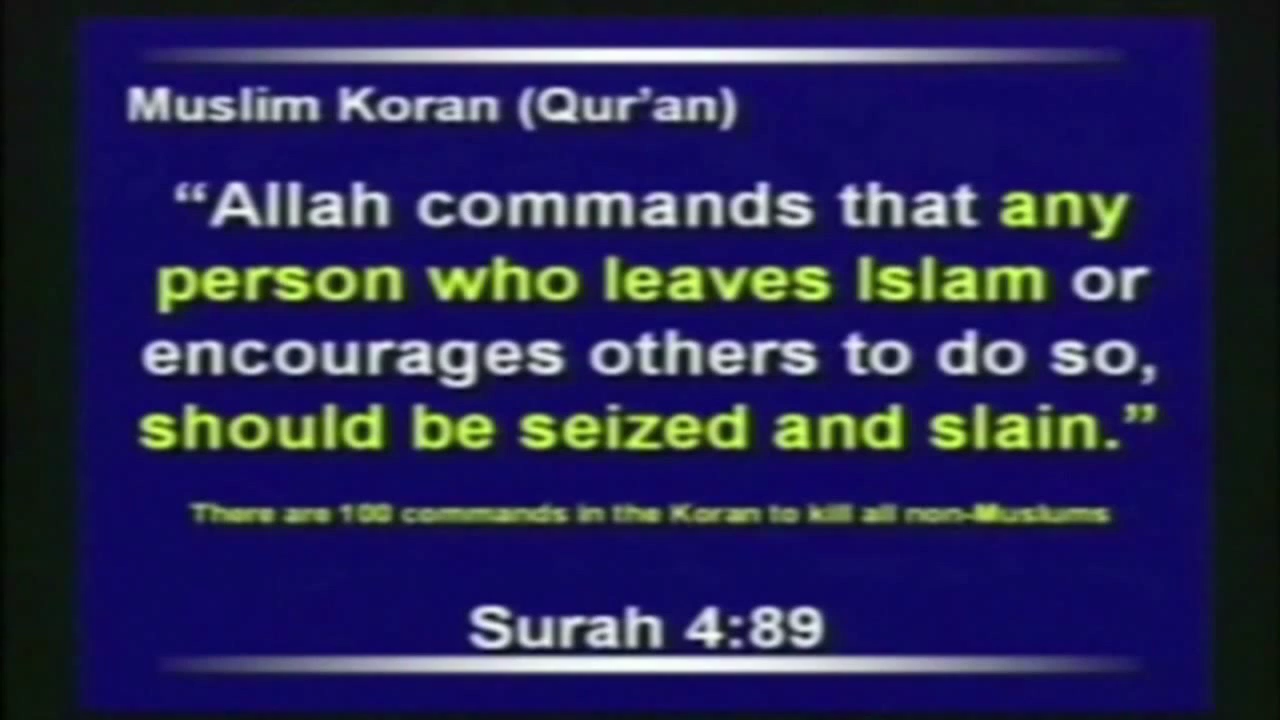 Muslim Koran (Qur'an)
“Allah commands that any
person who leaves Islam or
encourages others to do so,
should be seized and slain.”
There are 100 commands in the Koran to kill all non-Muslums
Surah 4:89